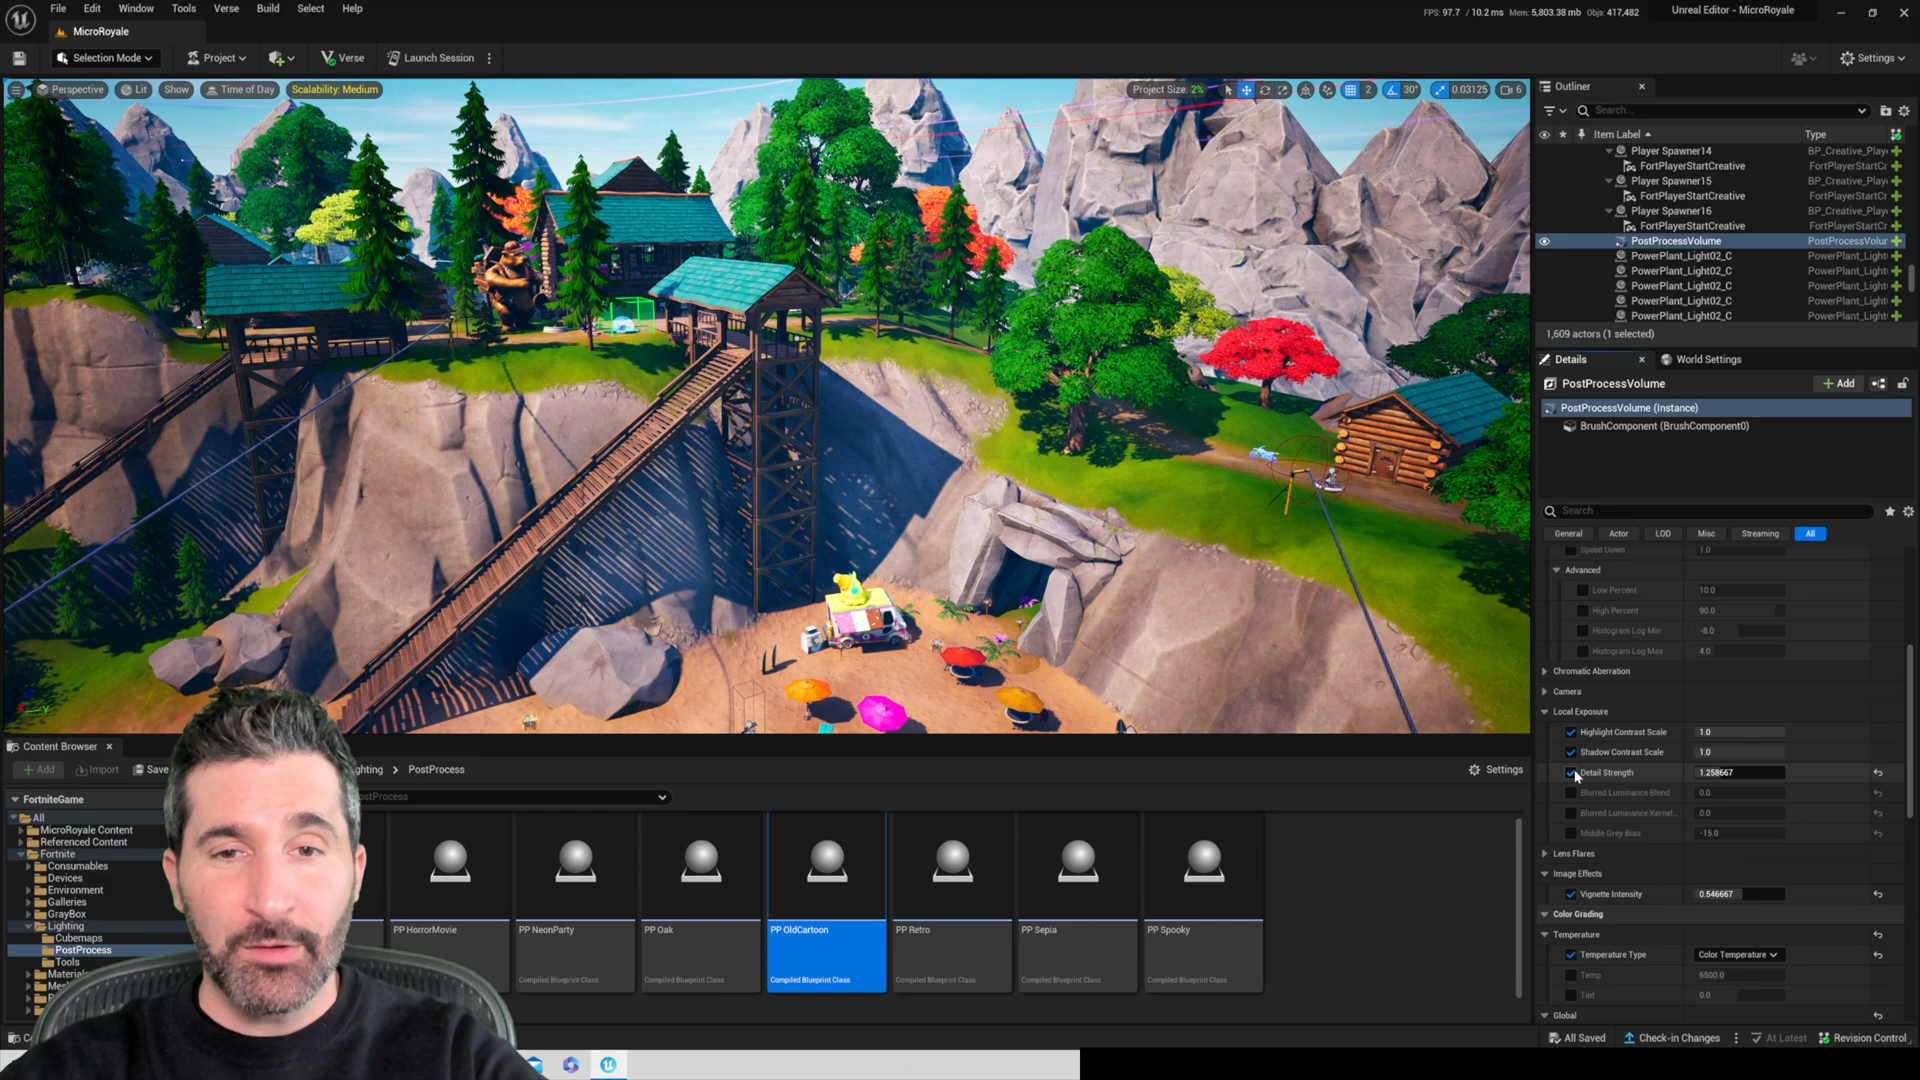 File Edit Window Tools Verse Build Select Help
FPS: 97.7 / 10.2 ms Mem: 5,803.38 mb Objs: 417,482
Unreal Editor - MicroRoyale
MicroRoyale
Selection Mode
Project
Verse
Launch Session
Settings
Perspective
Lit
Show
Time of Day
Scalability: Medium
Project Size: 2%
2
30°
0.03125
6
Outliner
Search...
Item Label Type
Player Spawner14 BP_Creative_Playe
FortPlayerStartCreative FortPlayerStartCr
Player Spawner15 BP_Creative_Playe
FortPlayerStartCreative FortPlayerStartCr
Player Spawner16 BP_Creative_Playe
FortPlayerStartCreative FortPlayerStartCr
PostProcessVolume PostProcessVolur
PowerPlant_Light02_C PowerPlant_Light
PowerPlant_Light02_C PowerPlant_Light
PowerPlant_Light02_C PowerPlant_Light
PowerPlant_Light02_C PowerPlant_Light
PowerPlant_Light02_C PowerPlant_Light
1,609 actors (1 selected)
Details
World Settings
PostProcessVolume
+ Add
PostProcessVolume (Instance)
BrushComponent (BrushComponent0)
Search
General Actor LOD Misc Streaming All
Speed Down 1.0
Advanced
Low Percent 10.0
High Percent 90.0
Histogram Log Min -8.0
Histogram Log Max 4.0
Chromatic Aberration
Camera
Local Exposure
Highlight Contrast Scale 1.0
Shadow Contrast Scale 1.0
Detail Strength 1.258667
Blurred Luminance Blend 0.0
Blurred Luminance Kernel... 0.0
Middle Grey Bias -15.0
Lens Flares
Image Effects
Vignette Intensity 0.546667
Color Grading
Temperature
Temperature Type Color Temperature
Temp 6500.0
Tint 0.0
Global
Content Browser
+ Add
Import
Save
ghting > PostProcess
Settings
FortniteGame
ostProcess
All
MicroRoyale Content
Referenced Content
Fortnite
Consumables
Devices
Environment
Galleries
GrayBox
Lighting
Cubemaps
PostProcess
Tools
Material
Me
P
PP HorrorMovie
PP NeonParty
Compiled Blueprint Class
PP Oak
Compiled Blueprint Class
PP OldCartoon
Compiled Blueprint Class
PP Retro
Compiled Blueprint Class
PP Sepia
Compiled Blueprint Class
PP Spooky
Compiled Blueprint Class
All Saved
Check-in Changes
At Latest
Revision Control